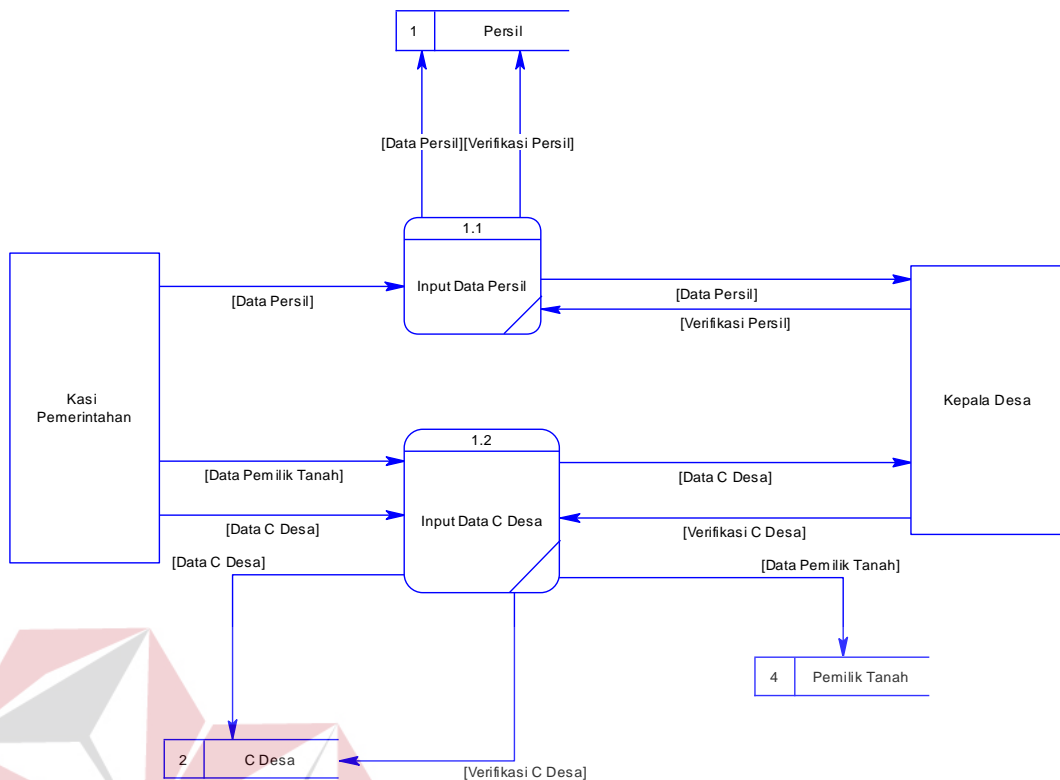 1 Persil
[Data Persil][Verifikasi Persil]
1.1
Input Data Persil
[Data Persil]
[Data Persil]
[Verifikasi Persil]
Kasi
Pemerintahan
Kepala Desa
1.2
[Data Pemilik Tanah]
[Data C Desa]
Input Data C Desa
[Data C Desa]
[Verifikasi C Desa]
[Data C Desa]
[Data Pemilik Tanah]
4 Pemilik Tanah
2 C Desa
[Verifikasi C Desa]